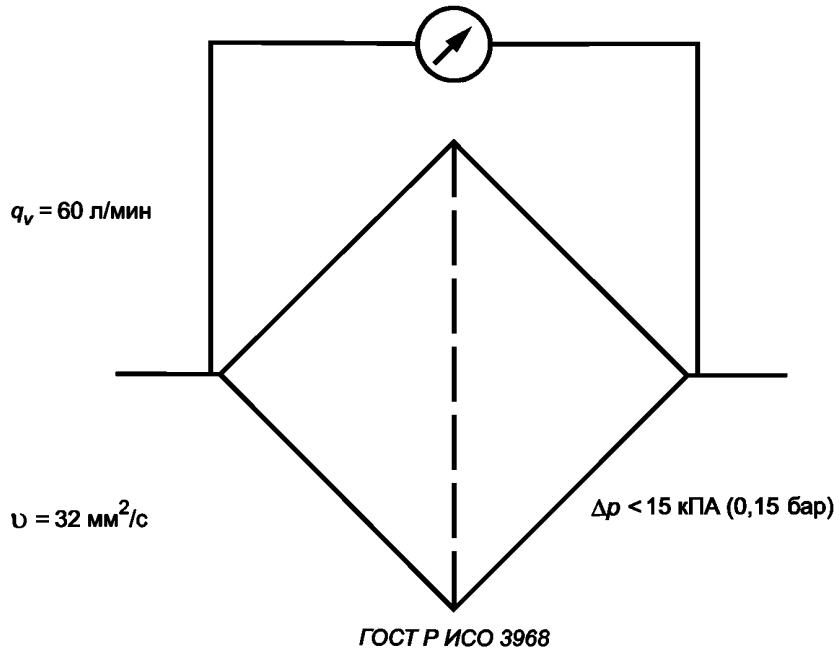 qᵥ = 60 л/мин
υ = 32 мм²/с
Δp < 15 кПА (0,15 бар)
ГОСТ Р ИСО 3968